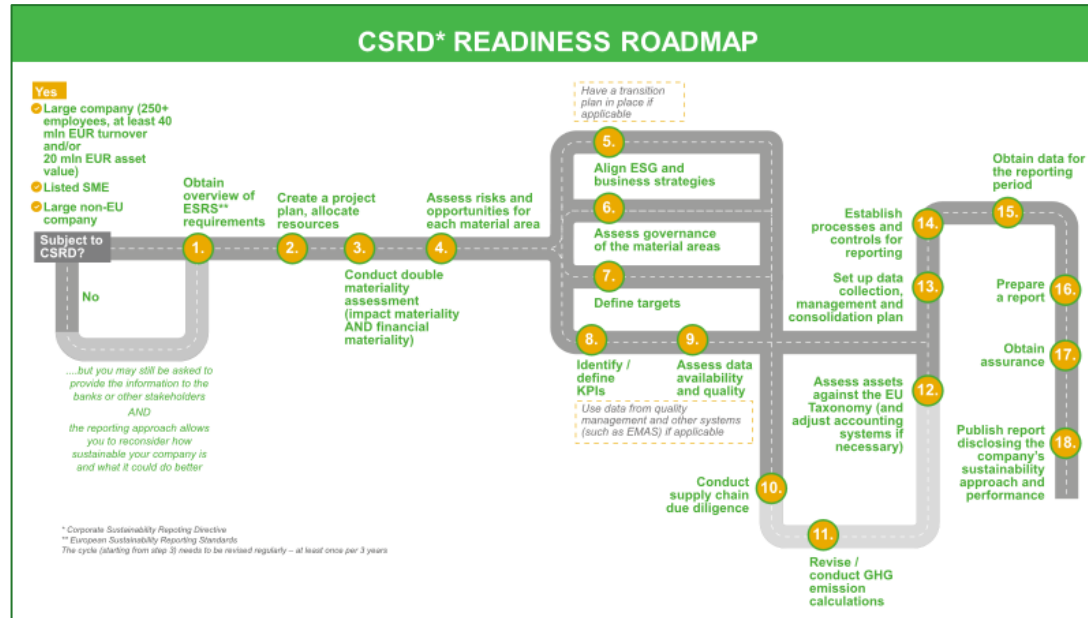 CSRD* READINESS ROADMAP
Yes
Large company (250+
employees, at least 40
mln EUR turnover
and/or
20 mln EUR asset
value)
Listed SME
Large non-EU
company
Subject to
CSRD?
No
....but you may still be asked to
provide the information to the
banks or other stakeholders
AND
the reporting approach allows
you to reconsider how
sustainable your company is
and what it could do better
Obtain
overview of
ESRS**
requirements
1.
Create a project
plan, allocate
resources
2.
3.
Conduct double
materiality
assessment
(impact materiality
AND financial
materiality)
Assess risks and
opportunities for
each material area
4.
Have a transition
plan in place if
applicable
5.
Align ESG and
business strategies
6.
Assess governance
of the material areas
7.
Define targets
8.
Identify /
define
KPIs
9.
Assess data
availability
and quality
Use data from quality
management and other systems
(such as EMAS) if applicable
Conduct
supply chain
due diligence
10.
11.
Revise /
conduct GHG
emission
calculations
Assess assets
against the EU
Taxonomy (and
adjust accounting
systems if
necessary)
12.
Set up data
collection,
management and
consolidation plan
13.
Establish
processes and
controls for
reporting
14.
Obtain data for
the reporting
period
15.
Prepare
a report
16.
Obtain
assurance
17.
Publish report
disclosing the
company's
sustainability
approach and
performance
18.
* Corporate Sustainability Repoting Directive
** European Sustainability Reporting Standards
The cycle (starting from step 3) needs to be revised regularly – at least once per 3 years